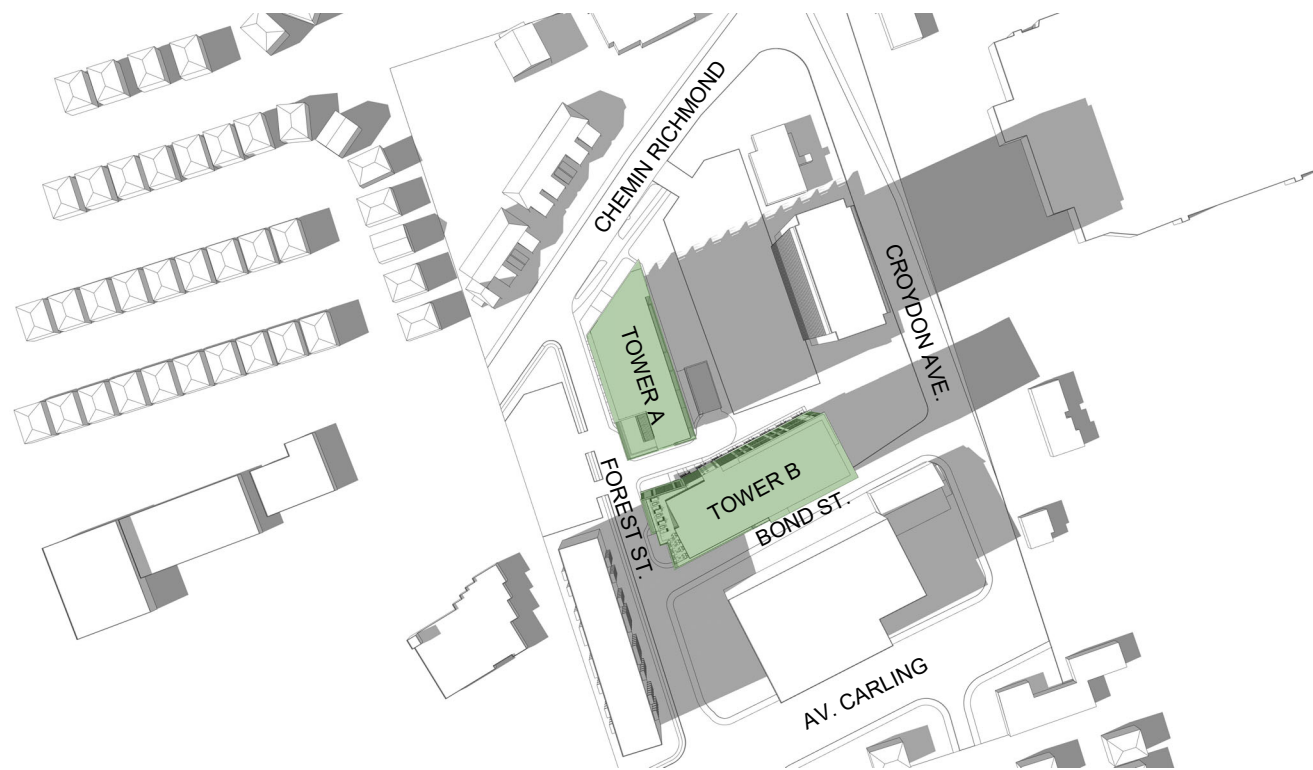 CHEMIN RICHMOND
CROYDON AVE.
TOWER A
TOWER B
FOREST ST.
BOND ST.
AV. CARLING